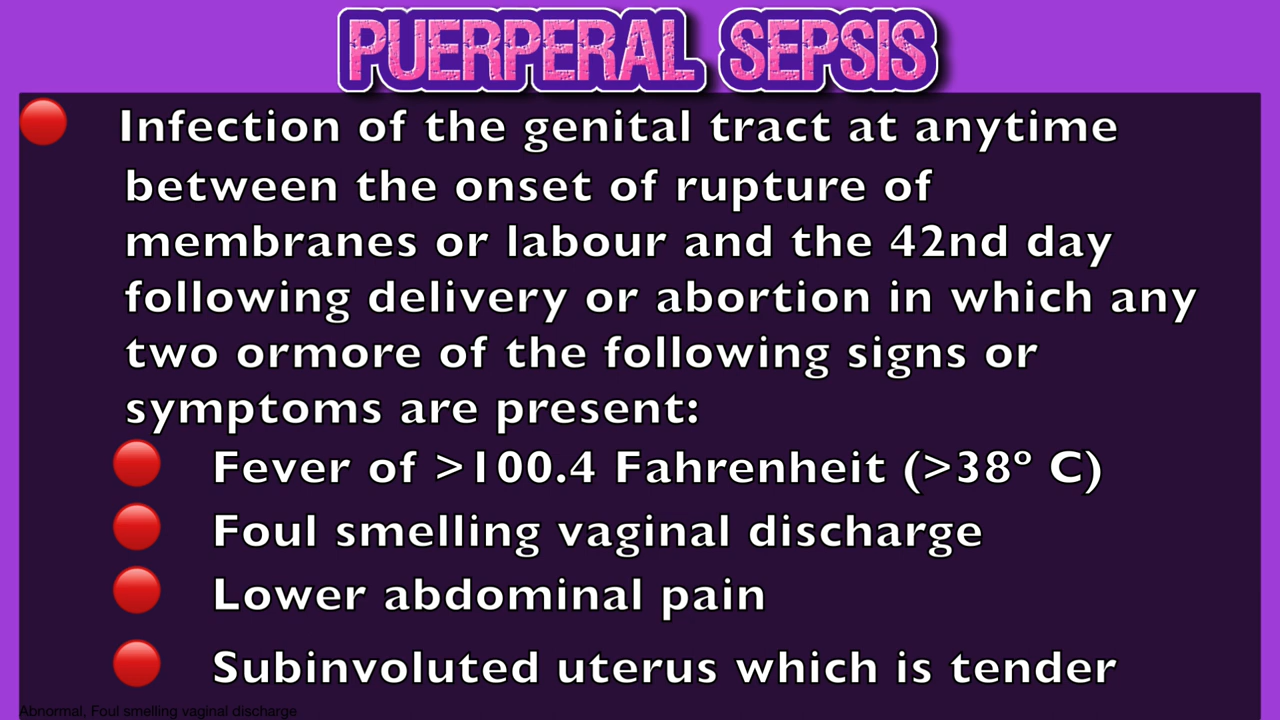 PUERPERAL SEPSIS
Infection of the genital tract at anytime
between the onset of rupture of
membranes or labour and the 42nd day
following delivery or abortion in which any
two ormore of the following signs or
symptoms are present:
Fever of >100.4 Fahrenheit (>38º C)
Foul smelling vaginal discharge
Lower abdominal pain
Subinvoluted uterus which is tender
Abnormal, Foul smelling vaginal discharge